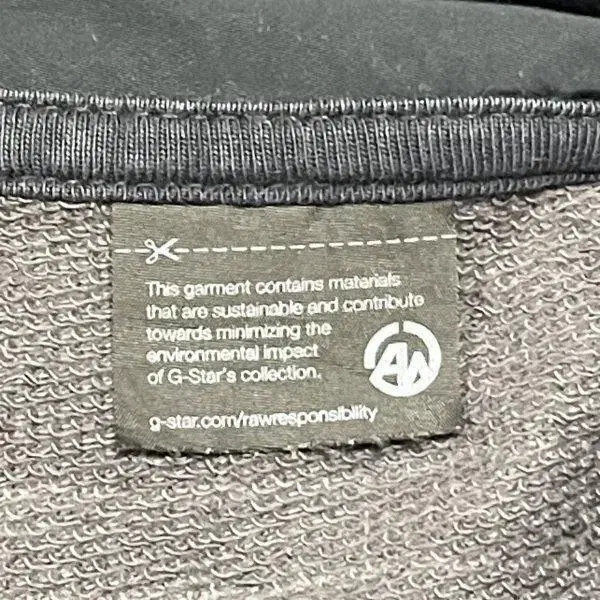 This garment contains materials
that are sustainable and contribute
towards minimizing the
environmental impact
of G-Star's collection.
RAW
g-star.com/rawresponsibility